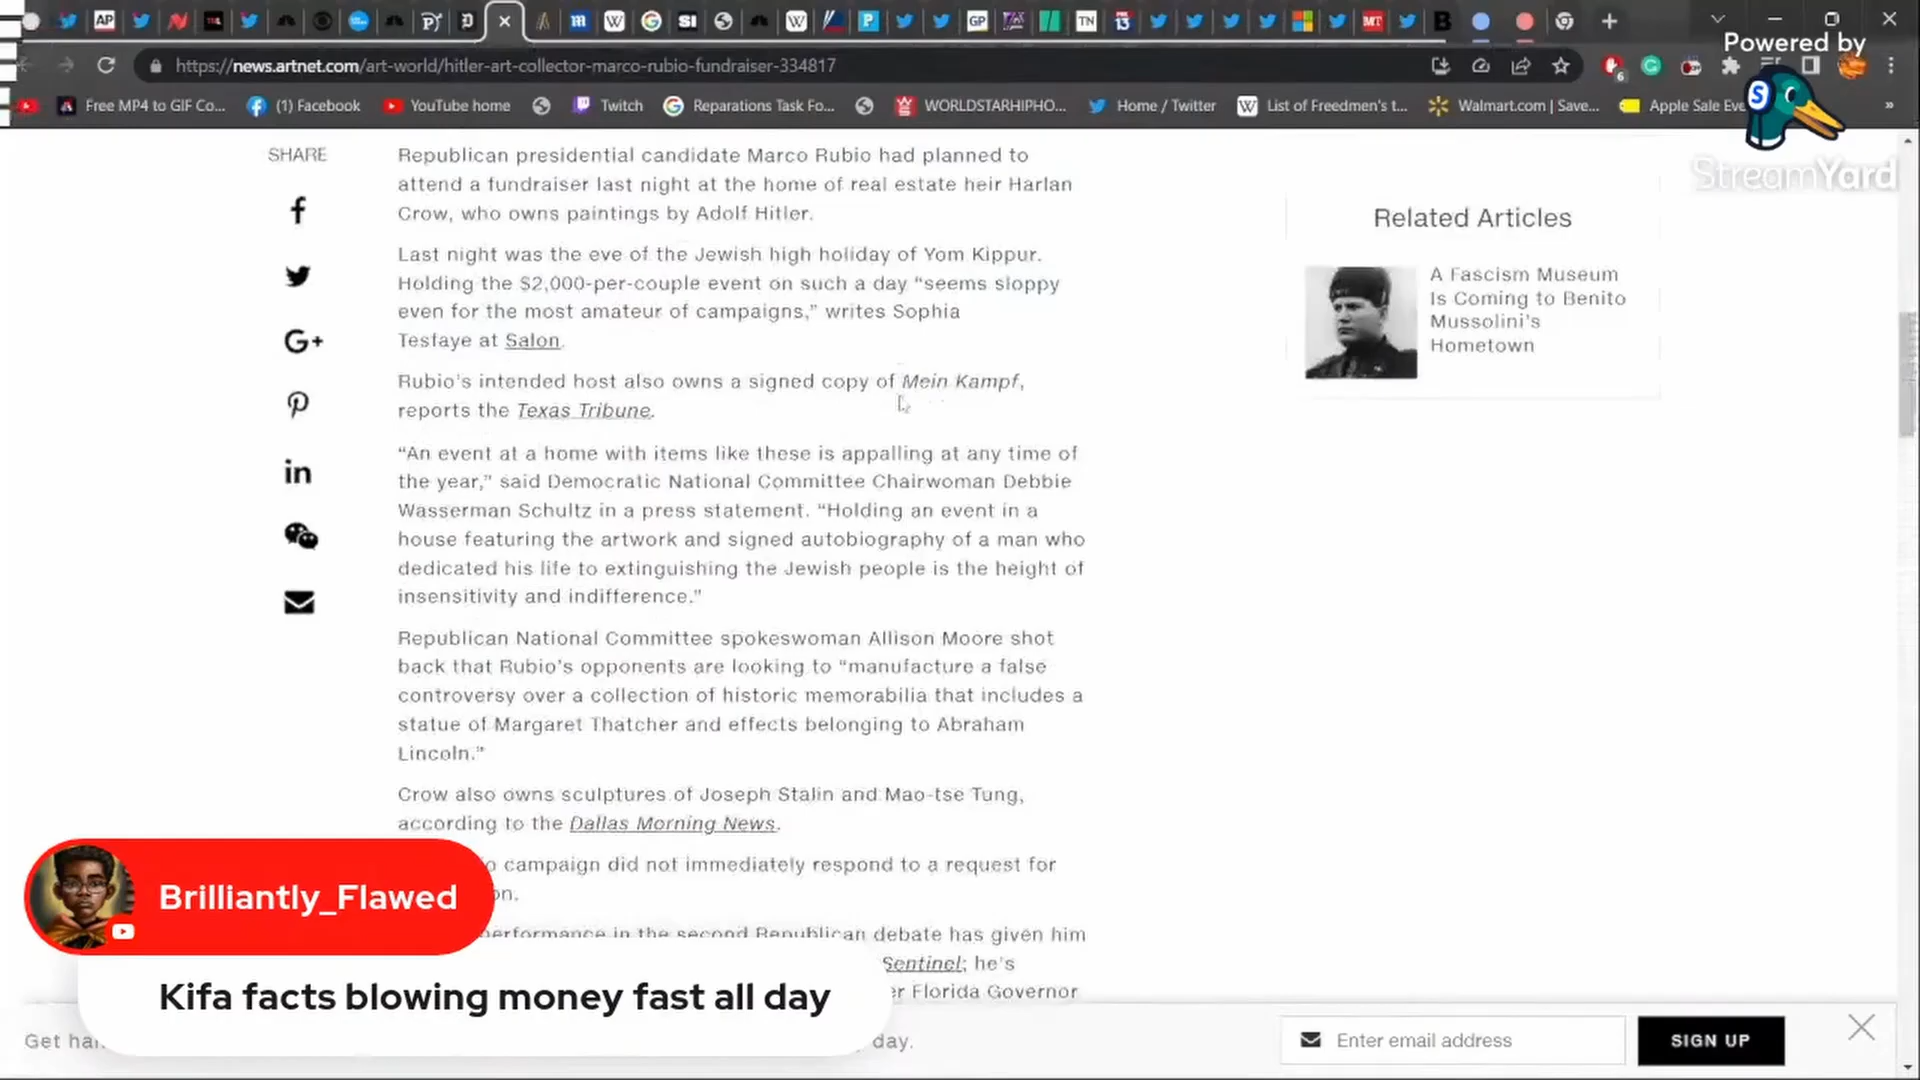 AP
SI
W
GP
TN
13
MT
B
Powered by
https://news.artnet.com/art-world/hitler-art-collector-marco-rubio-fundraiser-334817
Free MP4 to GIF Co...
(1) Facebook
YouTube home
Twitch
Reparations Task Fo...
WORLDSTARHIPHO...
Home / Twitter
List of Freedmen's t...
Walmart.com | Save...
Apple Sale Eve
StreamYard
SHARE
Republican presidential candidate Marco Rubio had planned to
attend a fundraiser last night at the home of real estate heir Harlan
Crow, who owns paintings by Adolf Hitler.
Last night was the eve of the Jewish high holiday of Yom Kippur.
Holding the $2,000-per-couple event on such a day “seems sloppy
even for the most amateur of campaigns,” writes Sophia
Tesfaye at Salon.
Rubio’s intended host also owns a signed copy of Mein Kampf,
reports the Texas Tribune.
“An event at a home with items like these is appalling at any time of
the year,” said Democratic National Committee Chairwoman Debbie
Wasserman Schultz in a press statement. “Holding an event in a
house featuring the artwork and signed autobiography of a man who
dedicated his life to extinguishing the Jewish people is the height of
insensitivity and indifference.”
Republican National Committee spokeswoman Allison Moore shot
back that Rubio’s opponents are looking to “manufacture a false
controversy over a collection of historic memorabilia that includes a
statue of Margaret Thatcher and effects belonging to Abraham
Lincoln.”
Crow also owns sculptures of Joseph Stalin and Mao-tse Tung,
according to the Dallas Morning News.
o campaign did not immediately respond to a request for
on.
performance in the second Republican debate has given him
Sentinel; he’s
er Florida Governor
Related Articles
A Fascism Museum
Is Coming to Benito
Mussolini’s
Hometown
Brilliantly_Flawed
Kifa facts blowing money fast all day
Get han
day.
Enter email address
SIGN UP